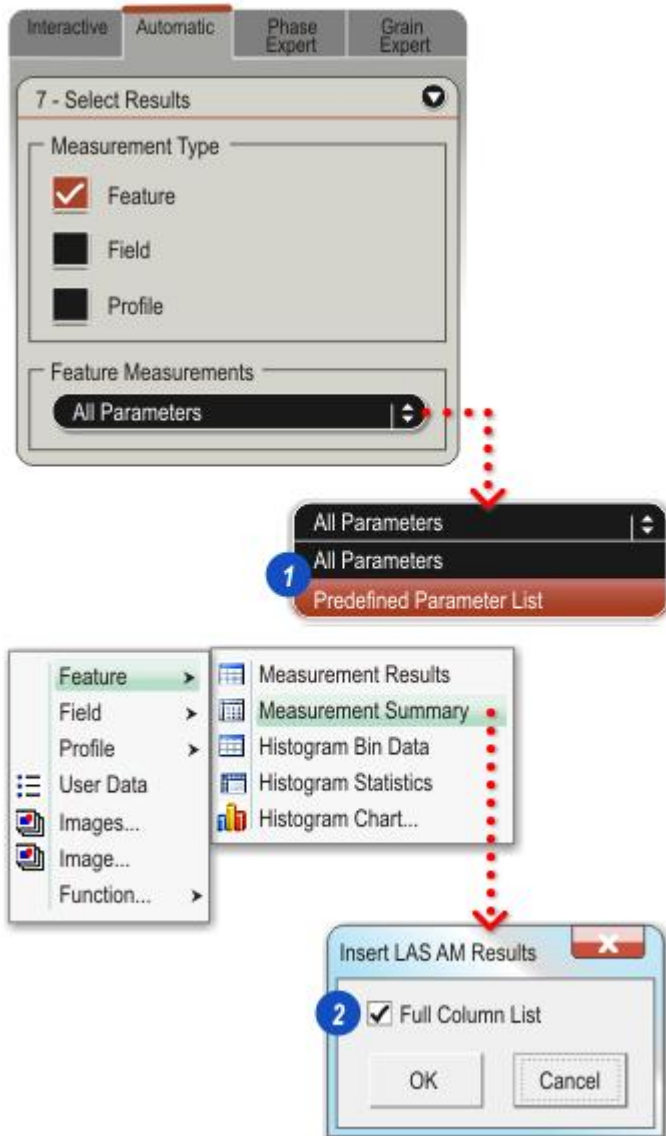 Interactive
Automatic
Phase
Expert
Grain
Expert
7 - Select Results
Measurement Type
Feature
Field
Profile
Feature Measurements
All Parameters
All Parameters
1
All Parameters
Predefined Parameter List
Feature
Field
Profile
User Data
Images...
Image...
Function...
Measurement Results
Measurement Summary
Histogram Bin Data
Histogram Statistics
Histogram Chart...
Insert LAS AM Results
2
Full Column List
OK
Cancel